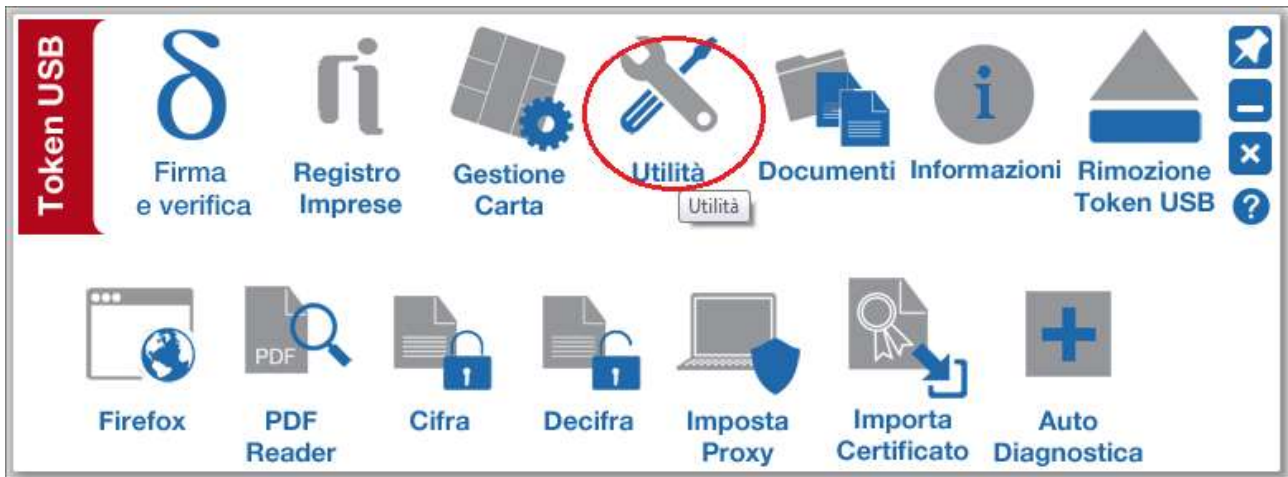 Token USB
Firma
e verifica
Registro
Imprese
Gestione
Carta
Utilità
Utilità
Documenti
Informazioni
Rimozione
Token USB
Firefox
PDF
PDF
Reader
Cifra
Decifra
Imposta
Proxy
Importa
Certificato
Auto
Diagnostica